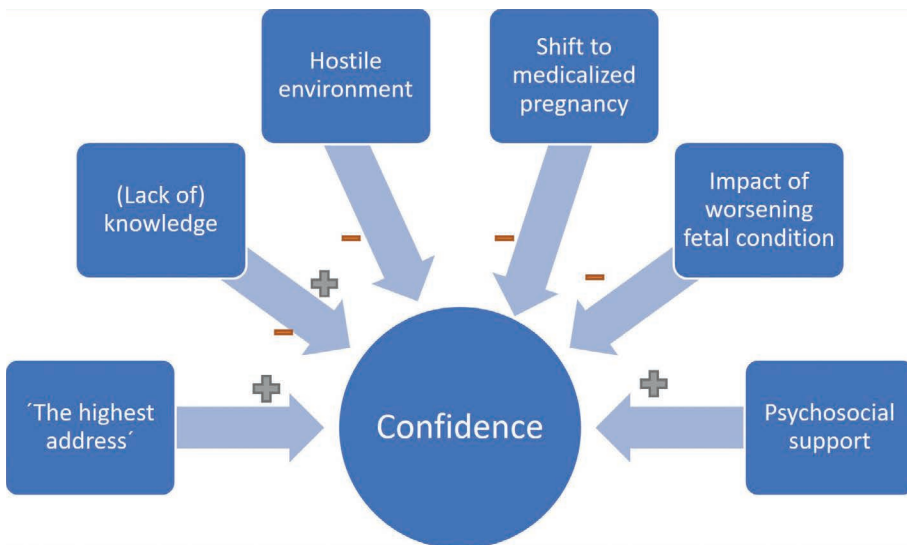 Hostile
environment
Shift to
medicalized
pregnancy
(Lack of)
knowledge
Impact of
worsening
fetal condition
´The highest
address´
Confidence
Psychosocial
support